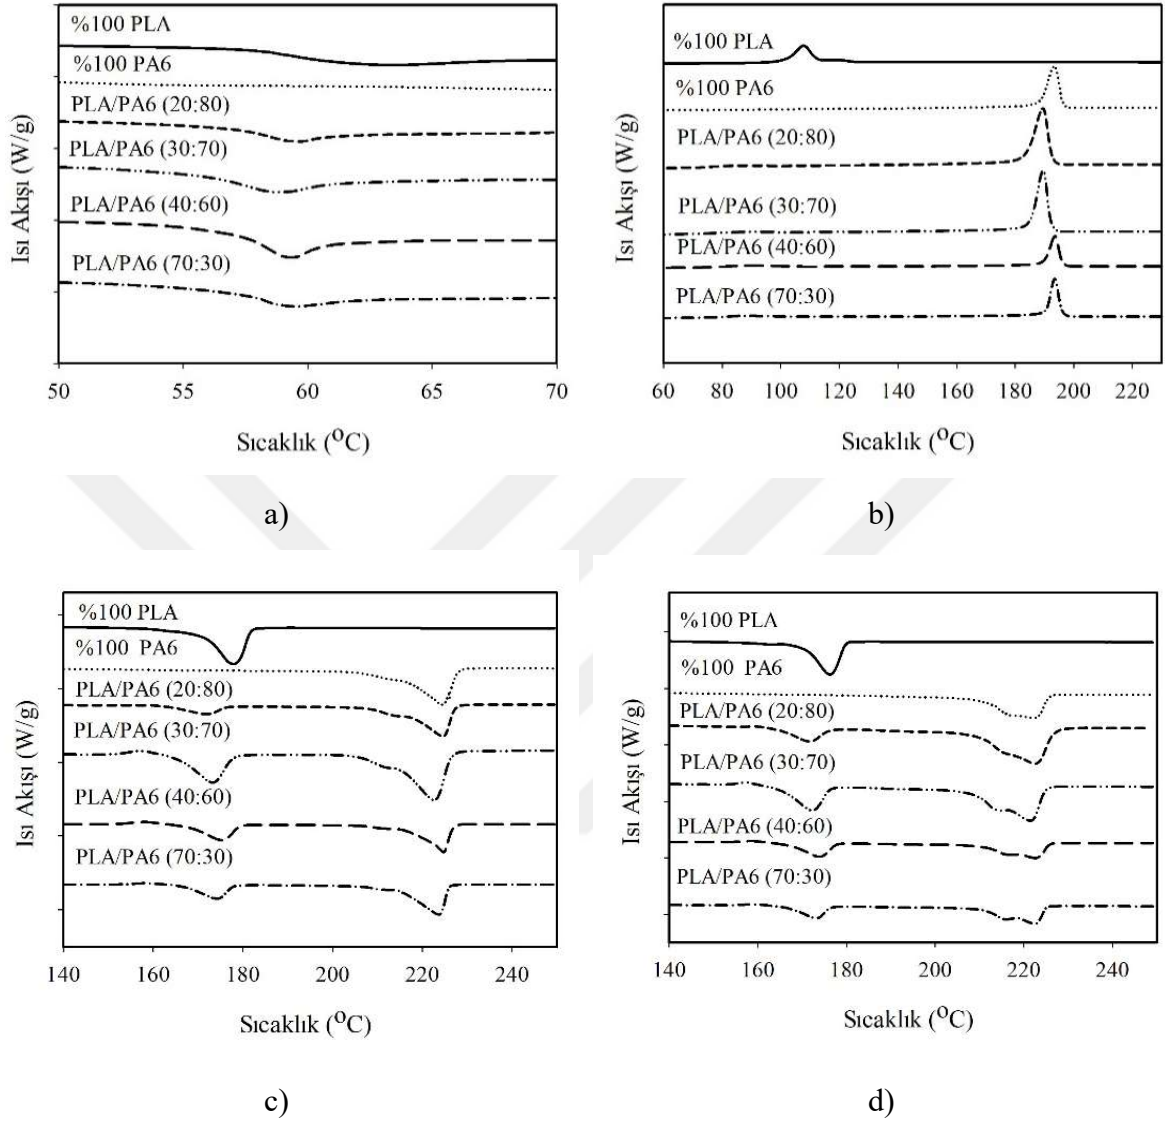 %100 PLA
%100 PA6
PLA/PA6 (20:80)
PLA/PA6 (30:70)
PLA/PA6 (40:60)
PLA/PA6 (70:30)
Isı Akışı (W/g)
50 55 60 65 70
Sıcaklık (°C)
a)
%100 PLA
%100 PA6
PLA/PA6 (20:80)
PLA/PA6 (30:70)
PLA/PA6 (40:60)
PLA/PA6 (70:30)
Isı Akışı (W/g)
60 80 100 120 140 160 180 200 220
Sıcaklık (°C)
b)
%100 PLA
%100 PA6
PLA/PA6 (20:80)
PLA/PA6 (30:70)
PLA/PA6 (40:60)
PLA/PA6 (70:30)
Isı Akışı (W/g)
140 160 180 200 220 240
Sıcaklık (°C)
c)
%100 PLA
%100 PA6
PLA/PA6 (20:80)
PLA/PA6 (30:70)
PLA/PA6 (40:60)
PLA/PA6 (70:30)
Isı Akışı (W/g)
140 160 180 200 220 240
Sıcaklık (°C)
d)